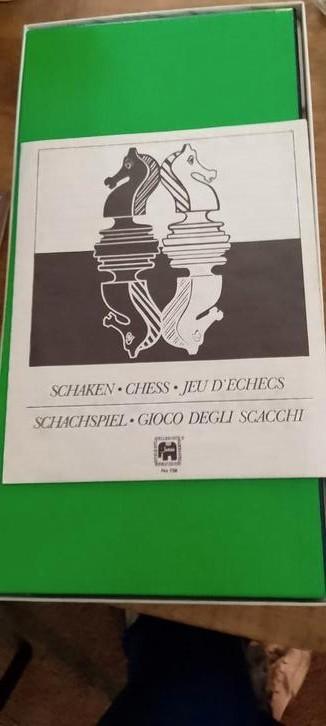 SCHAKEN • CHESS • JEU D'ECHECS
SCHACHSPIEL • GIOCO DEGLI SCACCHI